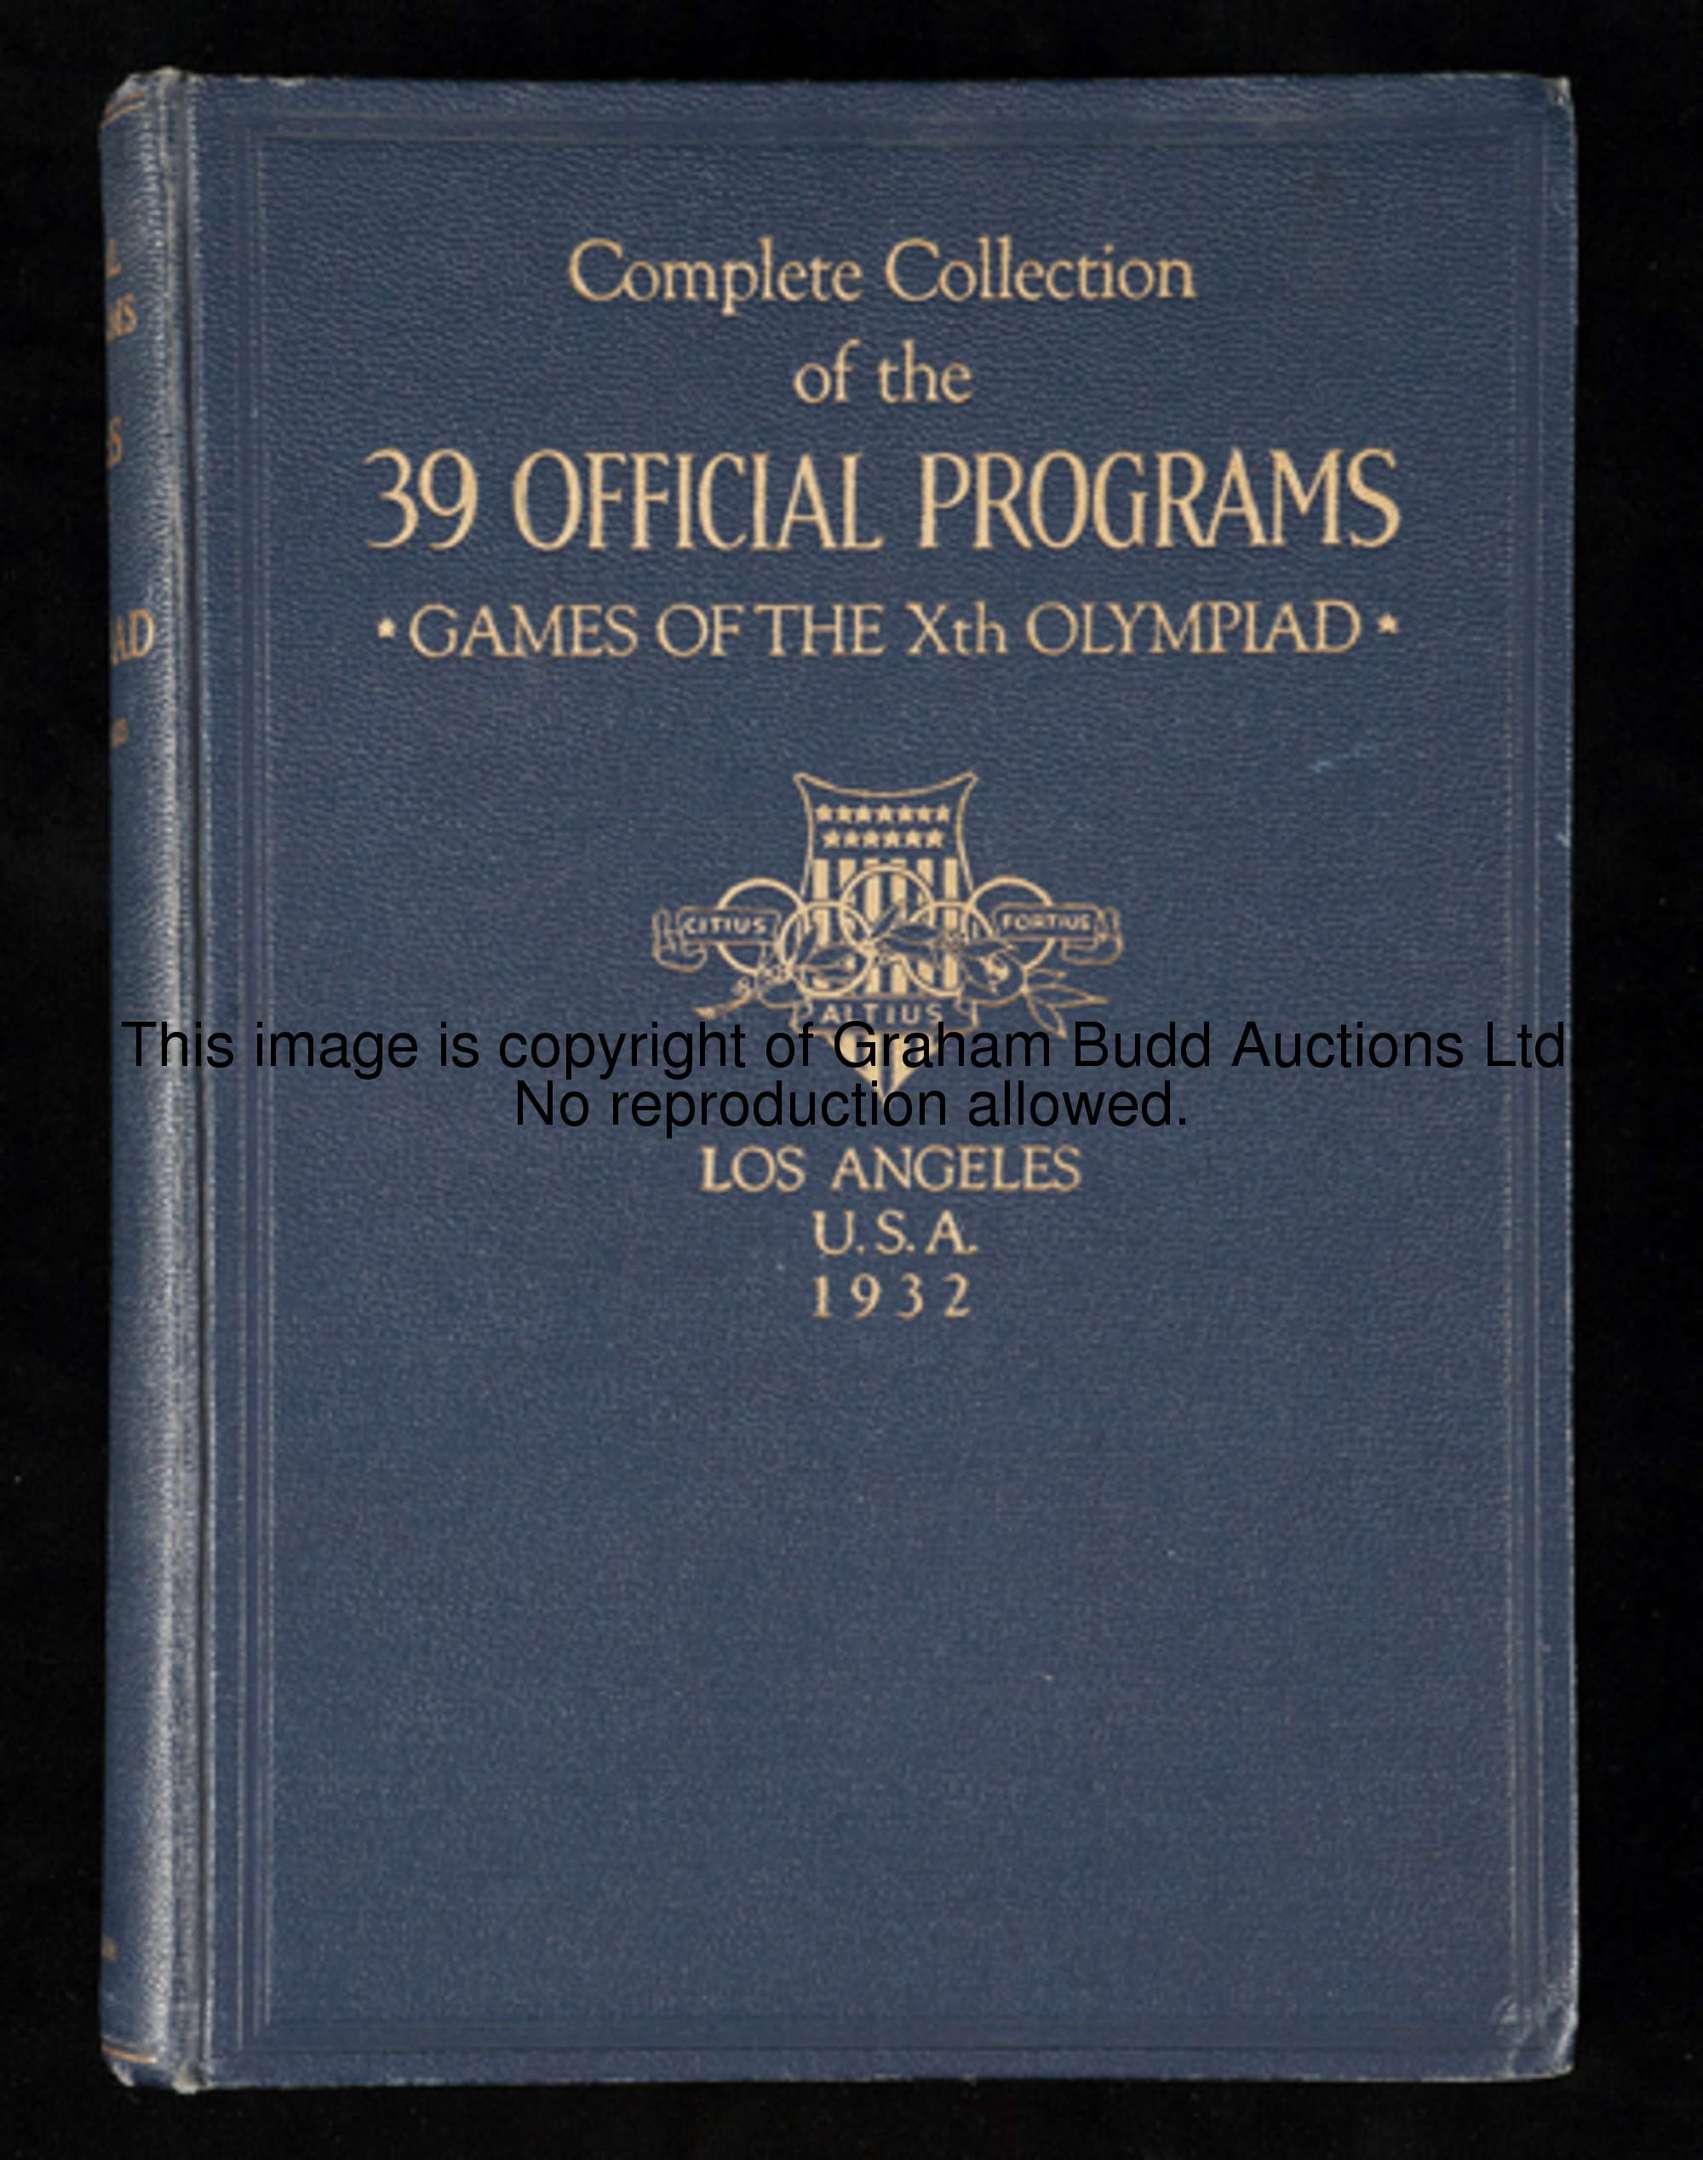 Complete Collection
of the
39 OFFICIAL PROGRAMS
★ GAMES OF THE Xth OLYMPIAD ★
CITIUS
FORTIUS
ALTIUS
This image is copyright of Graham Budd Auctions Ltd
No reproduction allowed.
LOS ANGELES
U.S.A.
1932